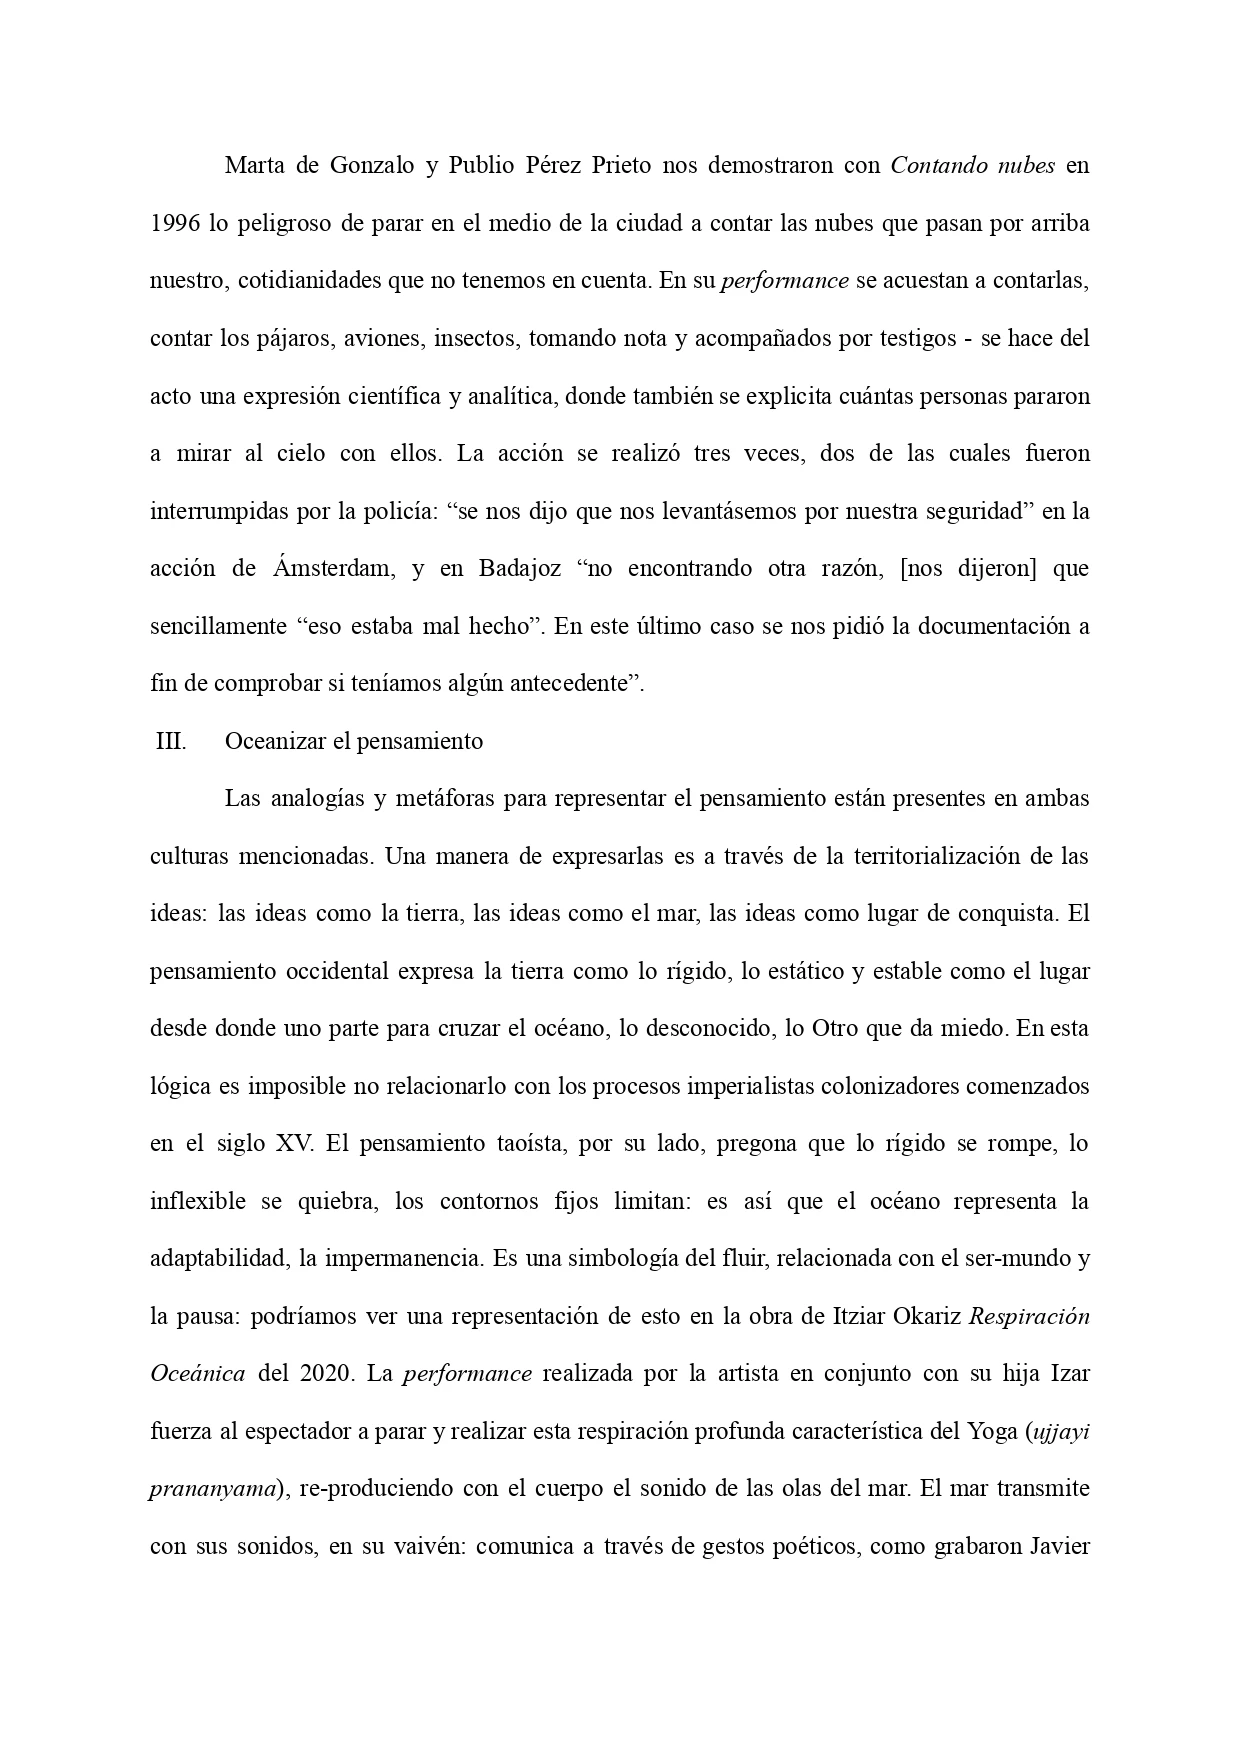 Marta de Gonzalo y Publio Pérez Prieto nos demostraron con Contando nubes en
1996 lo peligroso de parar en el medio de la ciudad a contar las nubes que pasan por arriba
nuestro, cotidianidades que no tenemos en cuenta. En su performance se acuestan a contarlas,
contar los pájaros, aviones, insectos, tomando nota y acompañados por testigos - se hace del
acto una expresión científica y analítica, donde también se explicita cuántas personas pararon
a mirar al cielo con ellos. La acción se realizó tres veces, dos de las cuales fueron
interrumpidas por la policía: “se nos dijo que nos levantásemos por nuestra seguridad” en la
acción de Ámsterdam, y en Badajoz “no encontrando otra razón, [nos dijeron] que
sencillamente “eso estaba mal hecho”. En este último caso se nos pidió la documentación a
fin de comprobar si teníamos algún antecedente”.
III. Oceanizar el pensamiento
Las analogías y metáforas para representar el pensamiento están presentes en ambas
culturas mencionadas. Una manera de expresarlas es a través de la territorialización de las
ideas: las ideas como la tierra, las ideas como el mar, las ideas como lugar de conquista. El
pensamiento occidental expresa la tierra como lo rígido, lo estático y estable como el lugar
desde donde uno parte para cruzar el océano, lo desconocido, lo Otro que da miedo. En esta
lógica es imposible no relacionarlo con los procesos imperialistas colonizadores comenzados
en el siglo XV. El pensamiento taoísta, por su lado, pregona que lo rígido se rompe, lo
inflexible se quiebra, los contornos fijos limitan: es así que el océano representa la
adaptabilidad, la impermanencia. Es una simbología del fluir, relacionada con el ser-mundo y
la pausa: podríamos ver una representación de esto en la obra de Itziar Okariz Respiración
Oceánica del 2020. La performance realizada por la artista en conjunto con su hija Izar
fuerza al espectador a parar y realizar esta respiración profunda característica del Yoga (ujjayi
prananyama), re-produciendo con el cuerpo el sonido de las olas del mar. El mar transmite
con sus sonidos, en su vaivén: comunica a través de gestos poéticos, como grabaron Javier